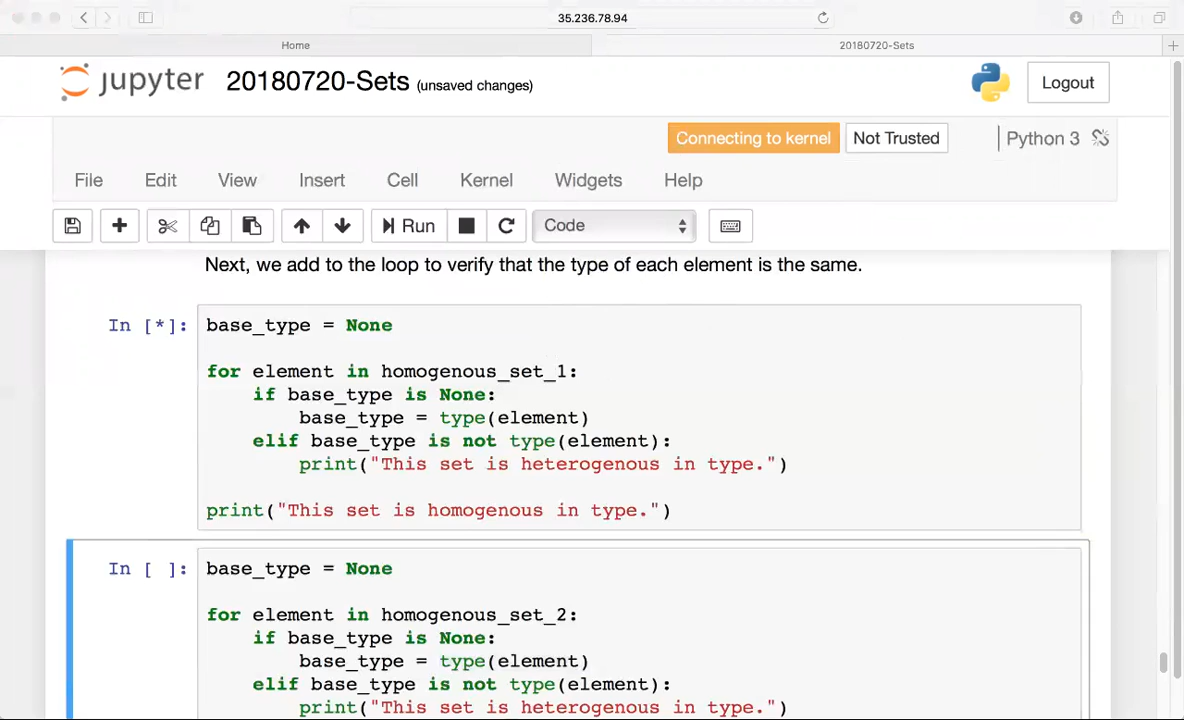 35.236.78.94
Home
20180720-Sets
jupyter 20180720-Sets (unsaved changes)
Logout
Connecting to kernel Not Trusted Python 3
File Edit View Insert Cell Kernel Widgets Help
Run Code
Next, we add to the loop to verify that the type of each element is the same.
In [*]: base_type = None
for element in homogenous_set_1:
if base_type is None:
base_type = type(element)
elif base_type is not type(element):
print("This set is heterogenous in type.")
print("This set is homogenous in type.")
In [ ]: base_type = None
for element in homogenous_set_2:
if base_type is None:
base_type = type(element)
elif base_type is not type(element):
print("This set is heterogenous in type.")